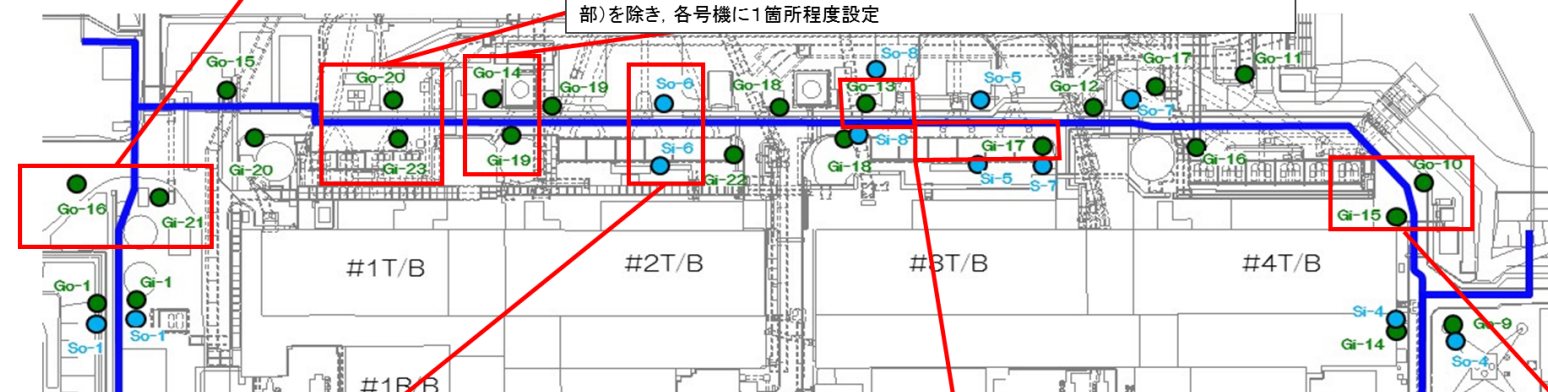 部)を除き，各号機に1箇所程度設定
So-8
Go-15
Go-20
Go-14
Go-19
So-6
Go-18
Go-13
So-5
Go-12
Go-17
So-7
Go-11
Gi-20
Gi-23
Gi-19
Si-6
Gi-22
Gi-18
Si-8
Gi-17
Si-5
S-7
Gi-16
Go-10
Gi-15
Go-16
Gi-21
#1T/B
#2T/B
#3T/B
#4T/B
Go-1
Gi-1
So-1
So-1
Si-4
Gi-14
Go-9
So-4
#1R/B